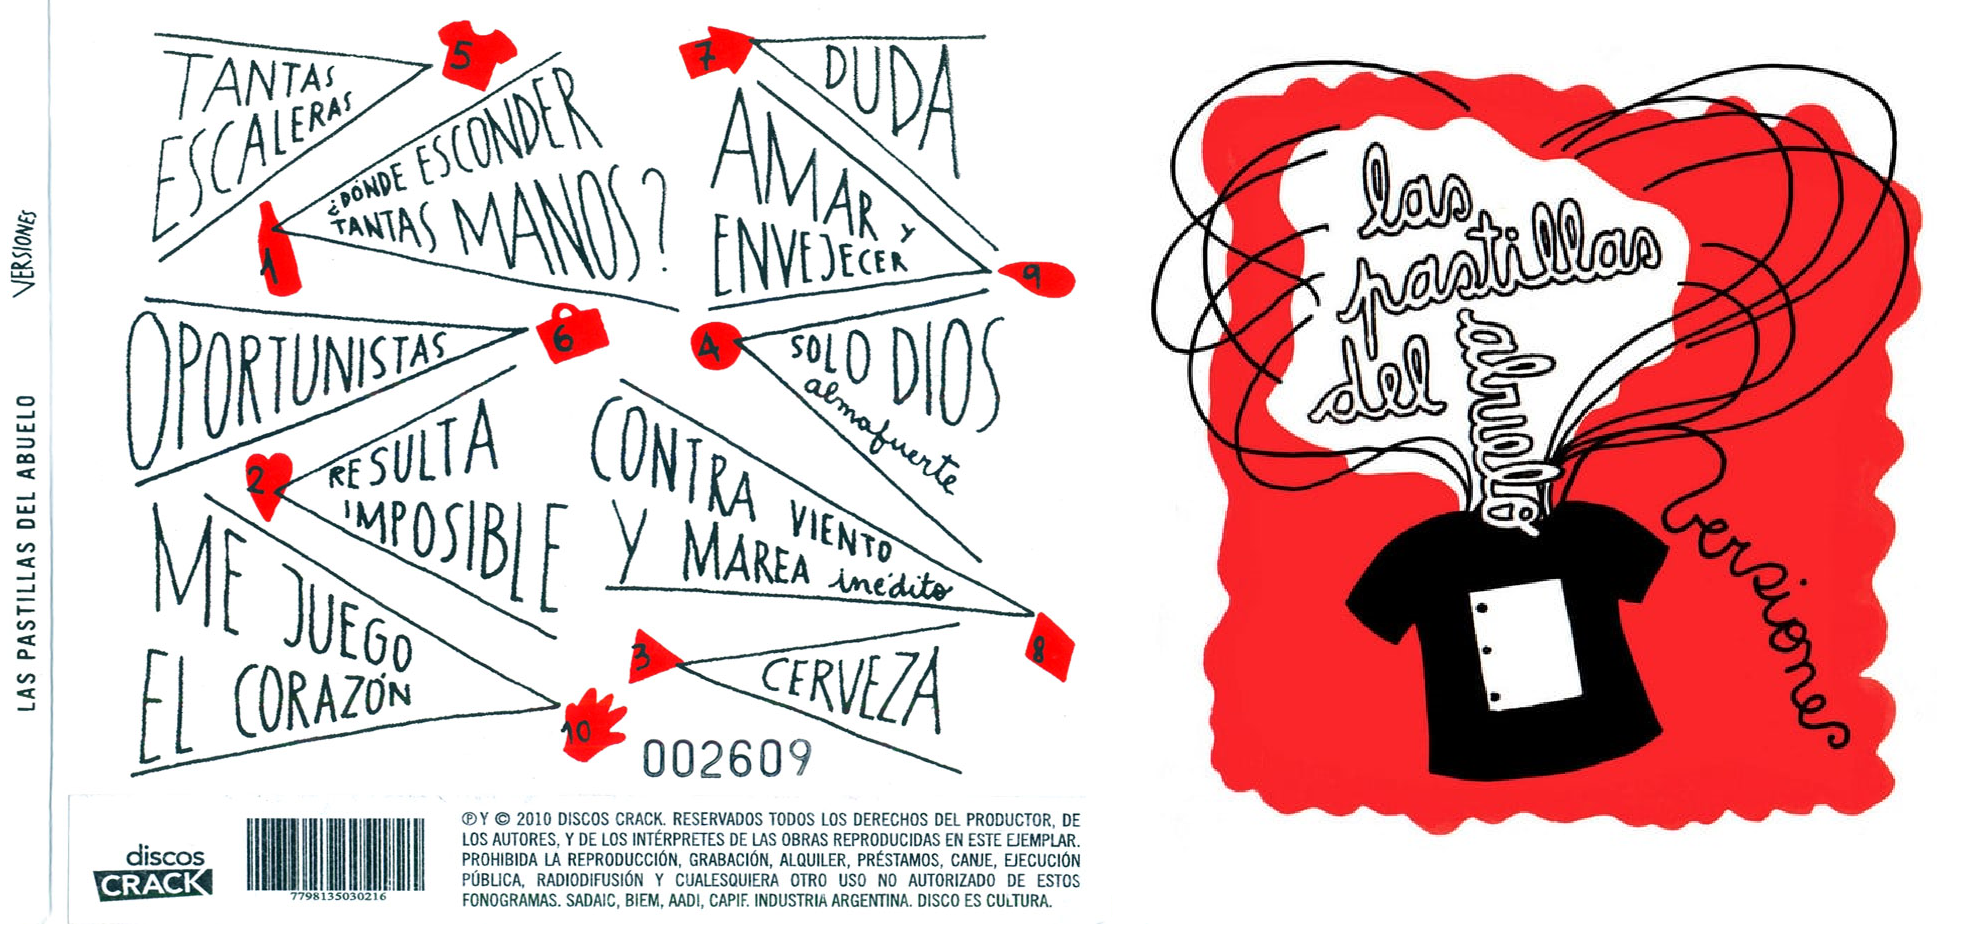 VERSIONES
LAS PASTILLAS DEL ABUELO
5
TANTAS
ESCALERAS
1
¿DÓNDE ESCONDER
TANTAS MANOS?
7
DUDA
AMAR Y
ENVEJECER
9
OPORTUNISTAS
6
4
SOLO DIOS
almafuerte
2
RESULTA
IMPOSIBLE
CONTRA VIENTO
Y MAREA inédito
8
ME JUEGO
EL CORAZÓN
10
3
CERVEZA
002609
discos
CRACK
7798135030216
Ⓟ Y © 2010 DISCOS CRACK. RESERVADOS TODOS LOS DERECHOS DEL PRODUCTOR, DE
LOS AUTORES, Y DE LOS INTÉRPRETES DE LAS OBRAS REPRODUCIDAS EN ESTE EJEMPLAR.
PROHIBIDA LA REPRODUCCIÓN, GRABACIÓN, ALQUILER, PRÉSTAMOS, CANJE, EJECUCIÓN
PÚBLICA, RADIODIFUSIÓN Y CUALESQUIERA OTRO USO NO AUTORIZADO DE ESTOS
FONOGRAMAS. SADAIC, BIEM, AADI, CAPIF. INDUSTRIA ARGENTINA. DISCO ES CULTURA.
las
pastillas
del
abuelo
versiones